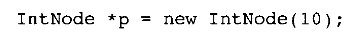 IntNode *p = new IntNode(10);